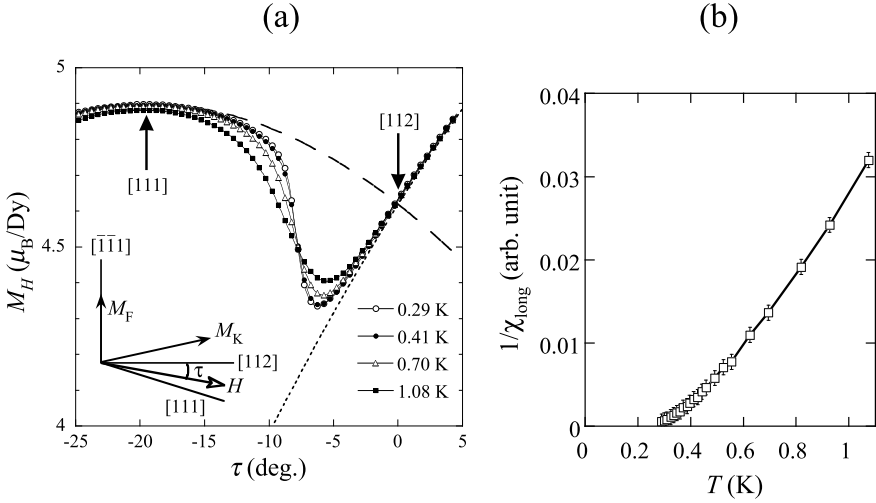 (a)
(b)
5
4.5
4
M_H (μ_B/Dy)
[111]
[112]
[1̅1̅1]
M_F
M_K
[112]
τ
H
[111]
0.29 K
0.41 K
0.70 K
1.08 K
-25 -20 -15 -10 -5 0 5
τ (deg.)
0.04
0.03
0.02
0.01
0
1/χ_long (arb. unit)
0 0.2 0.4 0.6 0.8 1
T (K)